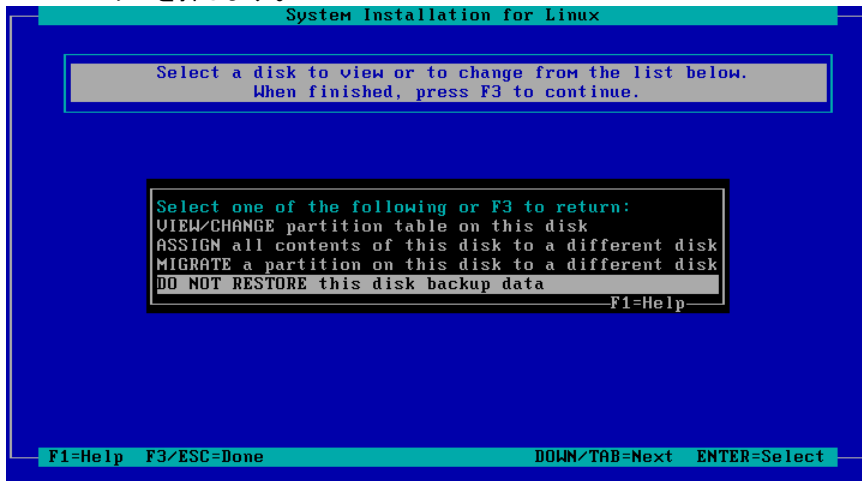 System Installation for Linux
Select a disk to view or to change from the list below.
When finished, press F3 to continue.
Select one of the following or F3 to return:
VIEW/CHANGE partition table on this disk
ASSIGN all contents of this disk to a different disk
MIGRATE a partition on this disk to a different disk
DO NOT RESTORE this disk backup data
F1=Help
F1=Help F3/ESC=Done DOWN/TAB=Next ENTER=Select